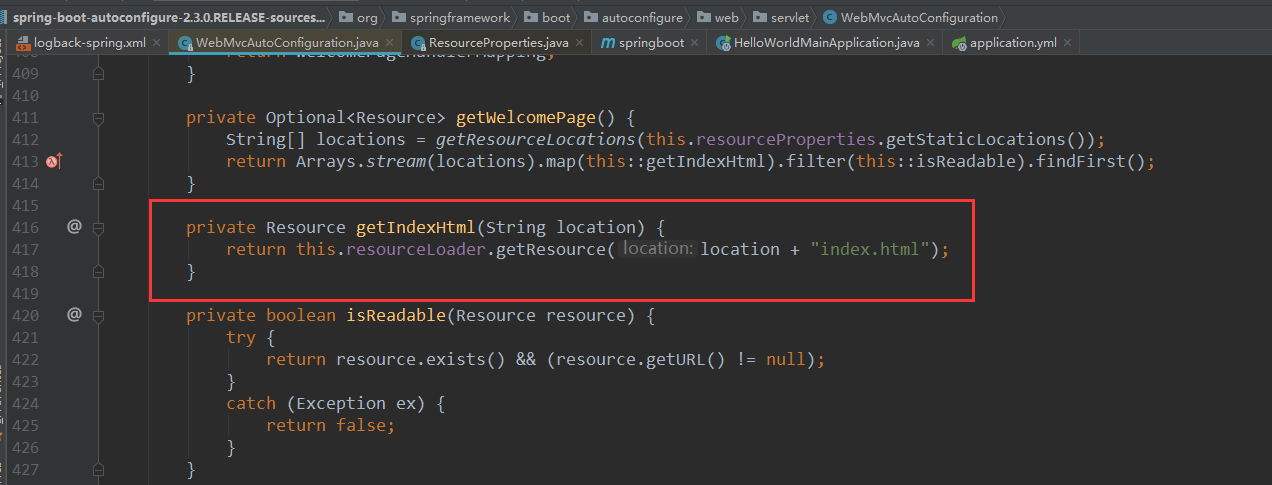 spring-boot-autoconfigure-2.3.0.RELEASE-sources... org springframework boot autoconfigure web servlet WebMvcAutoConfiguration
logback-spring.xml WebMvcAutoConfiguration.java ResourceProperties.java springboot HelloWorldMainApplication.java application.yml
return welcomePageHandlerMapping;
409 }
410
411 private Optional<Resource> getWelcomePage() {
412 String[] locations = getResourceLocations(this.resourceProperties.getStaticLocations());
413 return Arrays.stream(locations).map(this::getIndexHtml).filter(this::isReadable).findFirst();
414 }
415
416 @ private Resource getIndexHtml(String location) {
417 return this.resourceLoader.getResource( location: location + "index.html");
418 }
419
420 @ private boolean isReadable(Resource resource) {
421 try {
422 return resource.exists() && (resource.getURL() != null);
423 }
424 catch (Exception ex) {
425 return false;
426 }
427 }